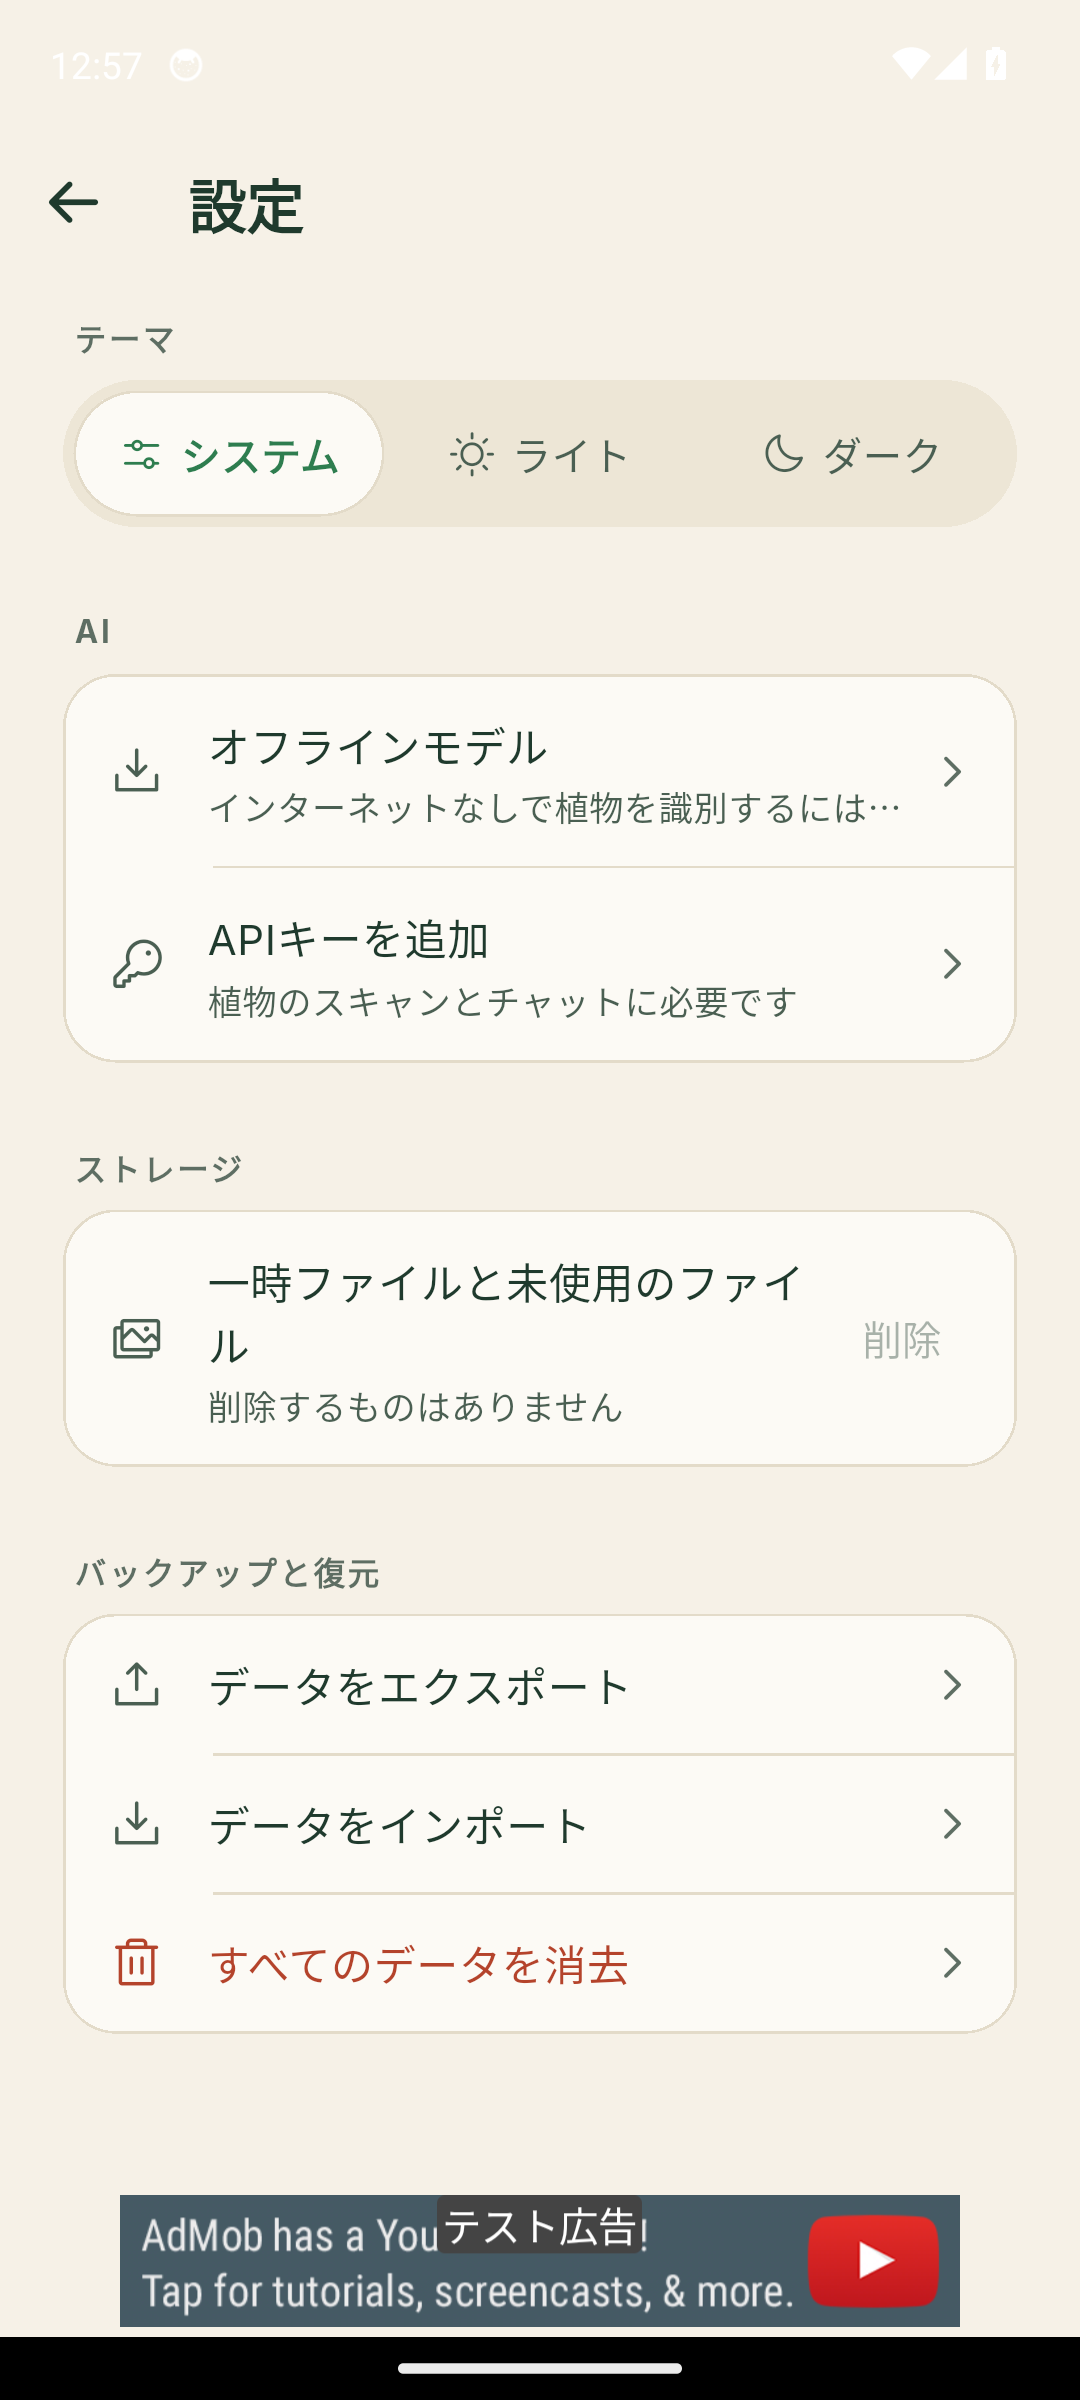 12:57
設定
テーマ
システム
ライト
ダーク
AI
オフラインモデル
インターネットなしで植物を識別するには…
APIキーを追加
植物のスキャンとチャットに必要です
ストレージ
一時ファイルと未使用のファイ
ル
削除
削除するものはありません
バックアップと復元
データをエクスポート
データをインポート
すべてのデータを消去
テスト広告
AdMob has a You !
Tap for tutorials, screencasts, & more.